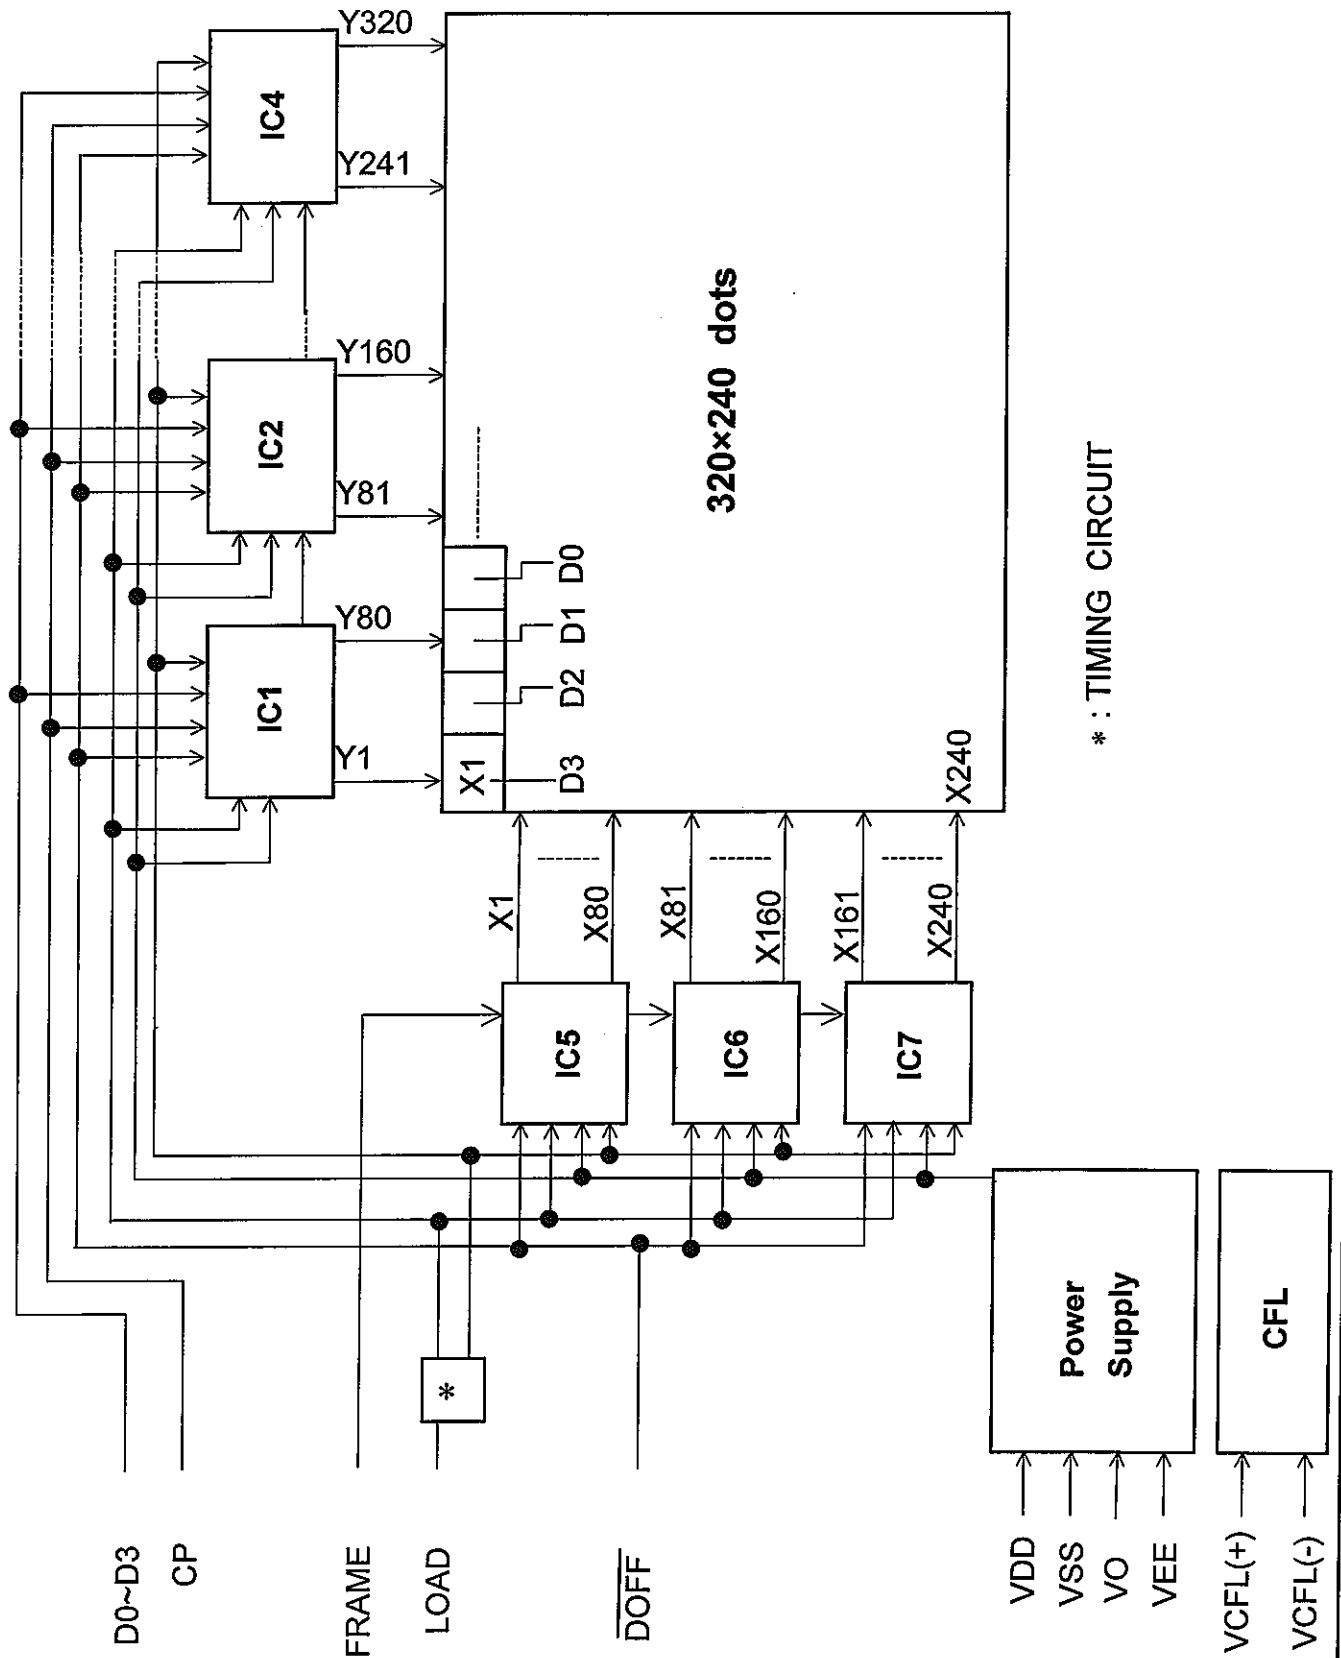 D0~D3
CP
FRAME
LOAD
DOFF
VDD
VSS
VO
VEE
VCFL(+)
VCFL(-)
*
Power
Supply
CFL
IC5
IC6
IC7
X1
X80
X81
X160
X161
X240
IC1
IC2
IC4
Y1
Y80
Y81
Y160
Y241
Y320
X1
D3
D2
D1
D0
X240
320×240 dots
* : TIMING CIRCUIT